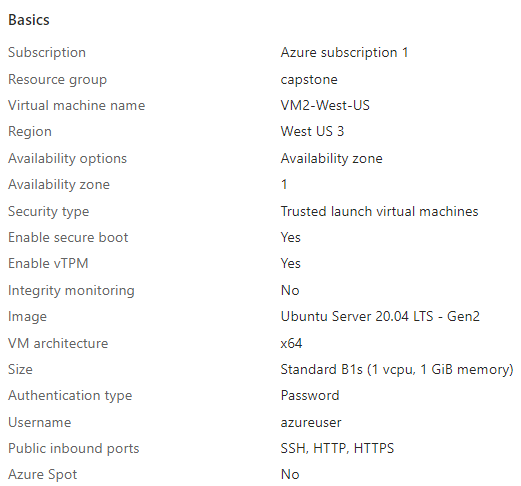 Basics
Subscription Azure subscription 1
Resource group capstone
Virtual machine name VM2-West-US
Region West US 3
Availability options Availability zone
Availability zone 1
Security type Trusted launch virtual machines
Enable secure boot Yes
Enable vTPM Yes
Integrity monitoring No
Image Ubuntu Server 20.04 LTS - Gen2
VM architecture x64
Size Standard B1s (1 vcpu, 1 GiB memory)
Authentication type Password
Username azureuser
Public inbound ports SSH, HTTP, HTTPS
Azure Spot No